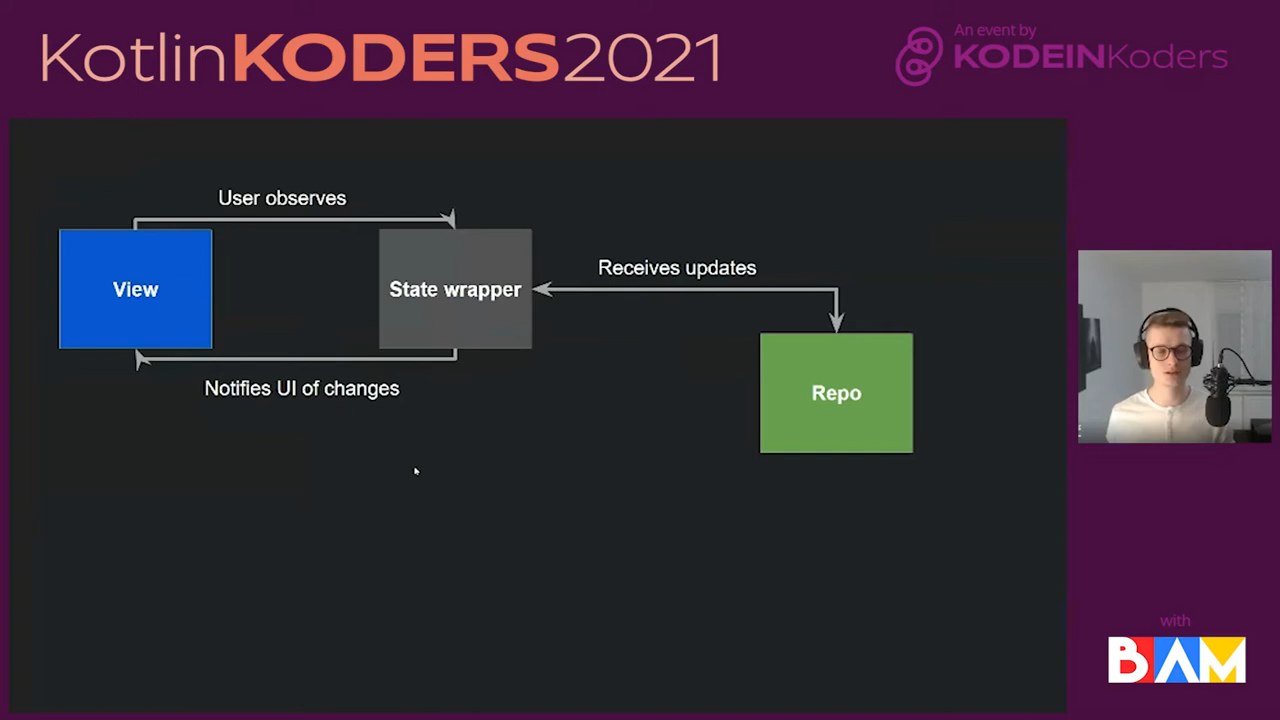 KotlinKODERS2021
An event by
KODEINKoders
User observes
View
State wrapper
Receives updates
Notifies UI of changes
Repo
with
BAM